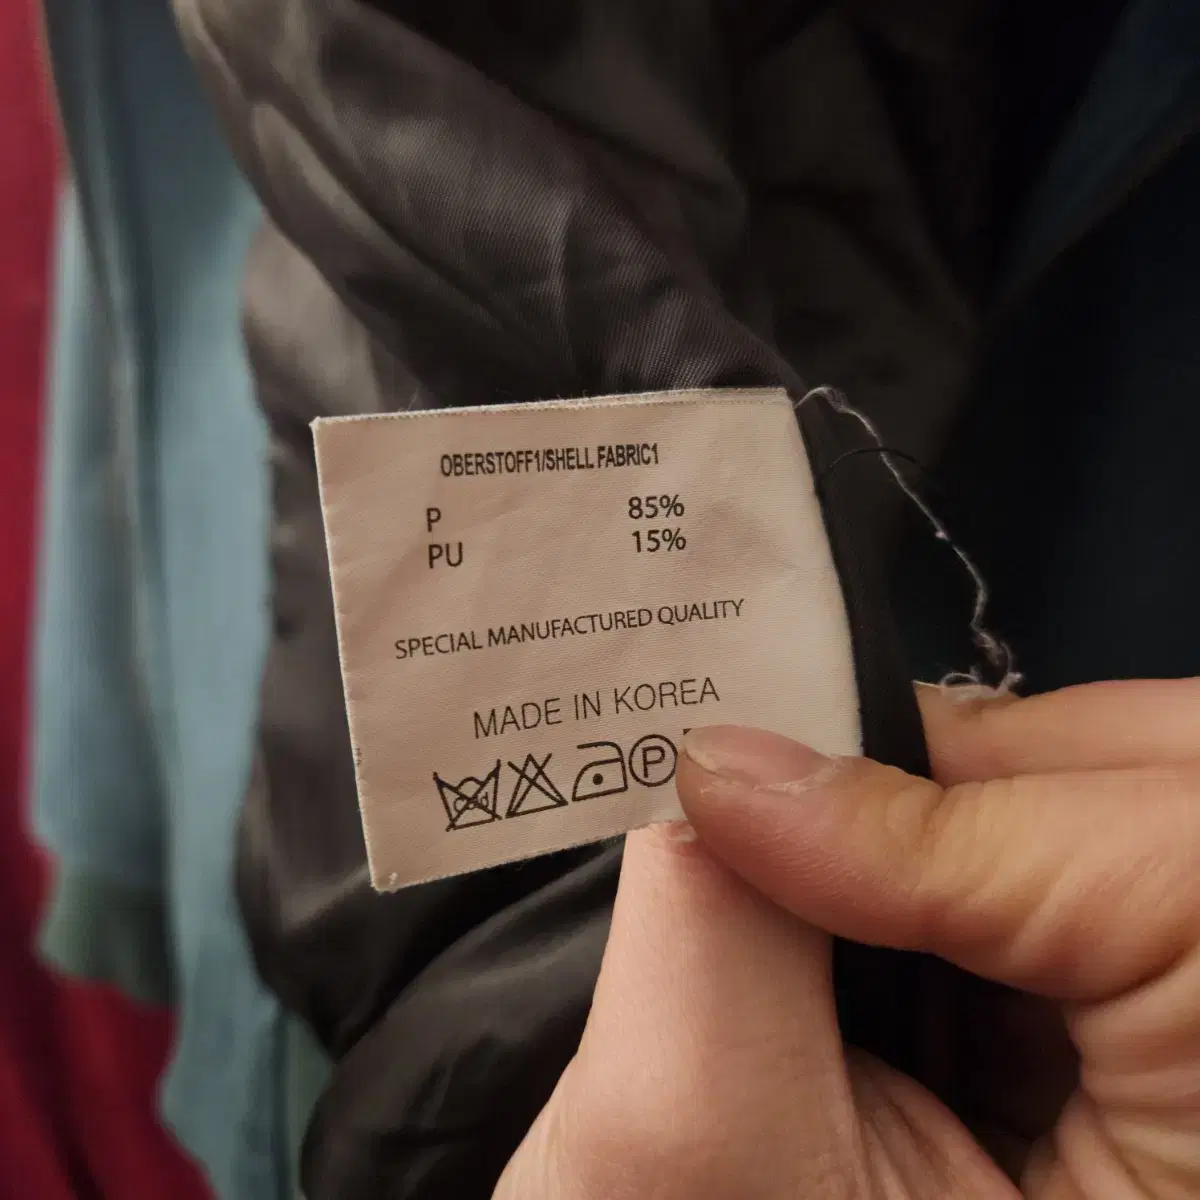 OBERSTOFF1/SHELL FABRIC1
P 85%
PU 15%
SPECIAL MANUFACTURED QUALITY
MADE IN KOREA
P